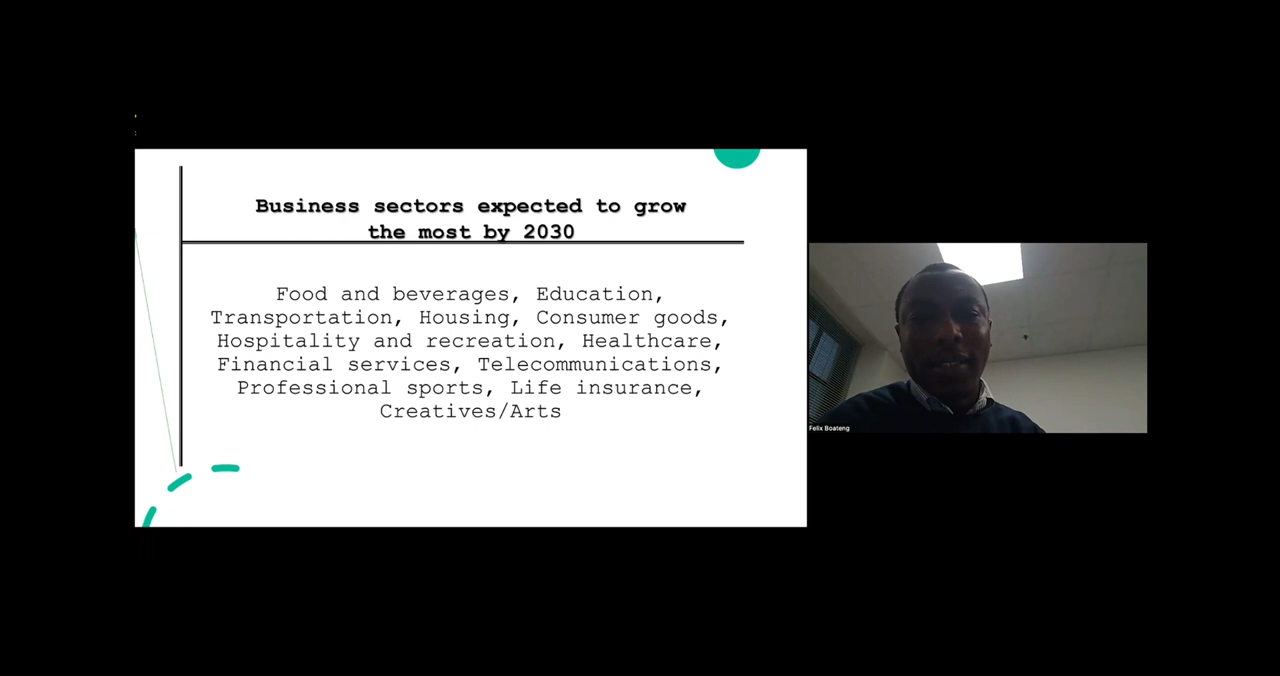 Business sectors expected to grow
the most by 2030
Food and beverages, Education,
Transportation, Housing, Consumer goods,
Hospitality and recreation, Healthcare,
Financial services, Telecommunications,
Professional sports, Life insurance,
Creatives/Arts
Felix Boateng